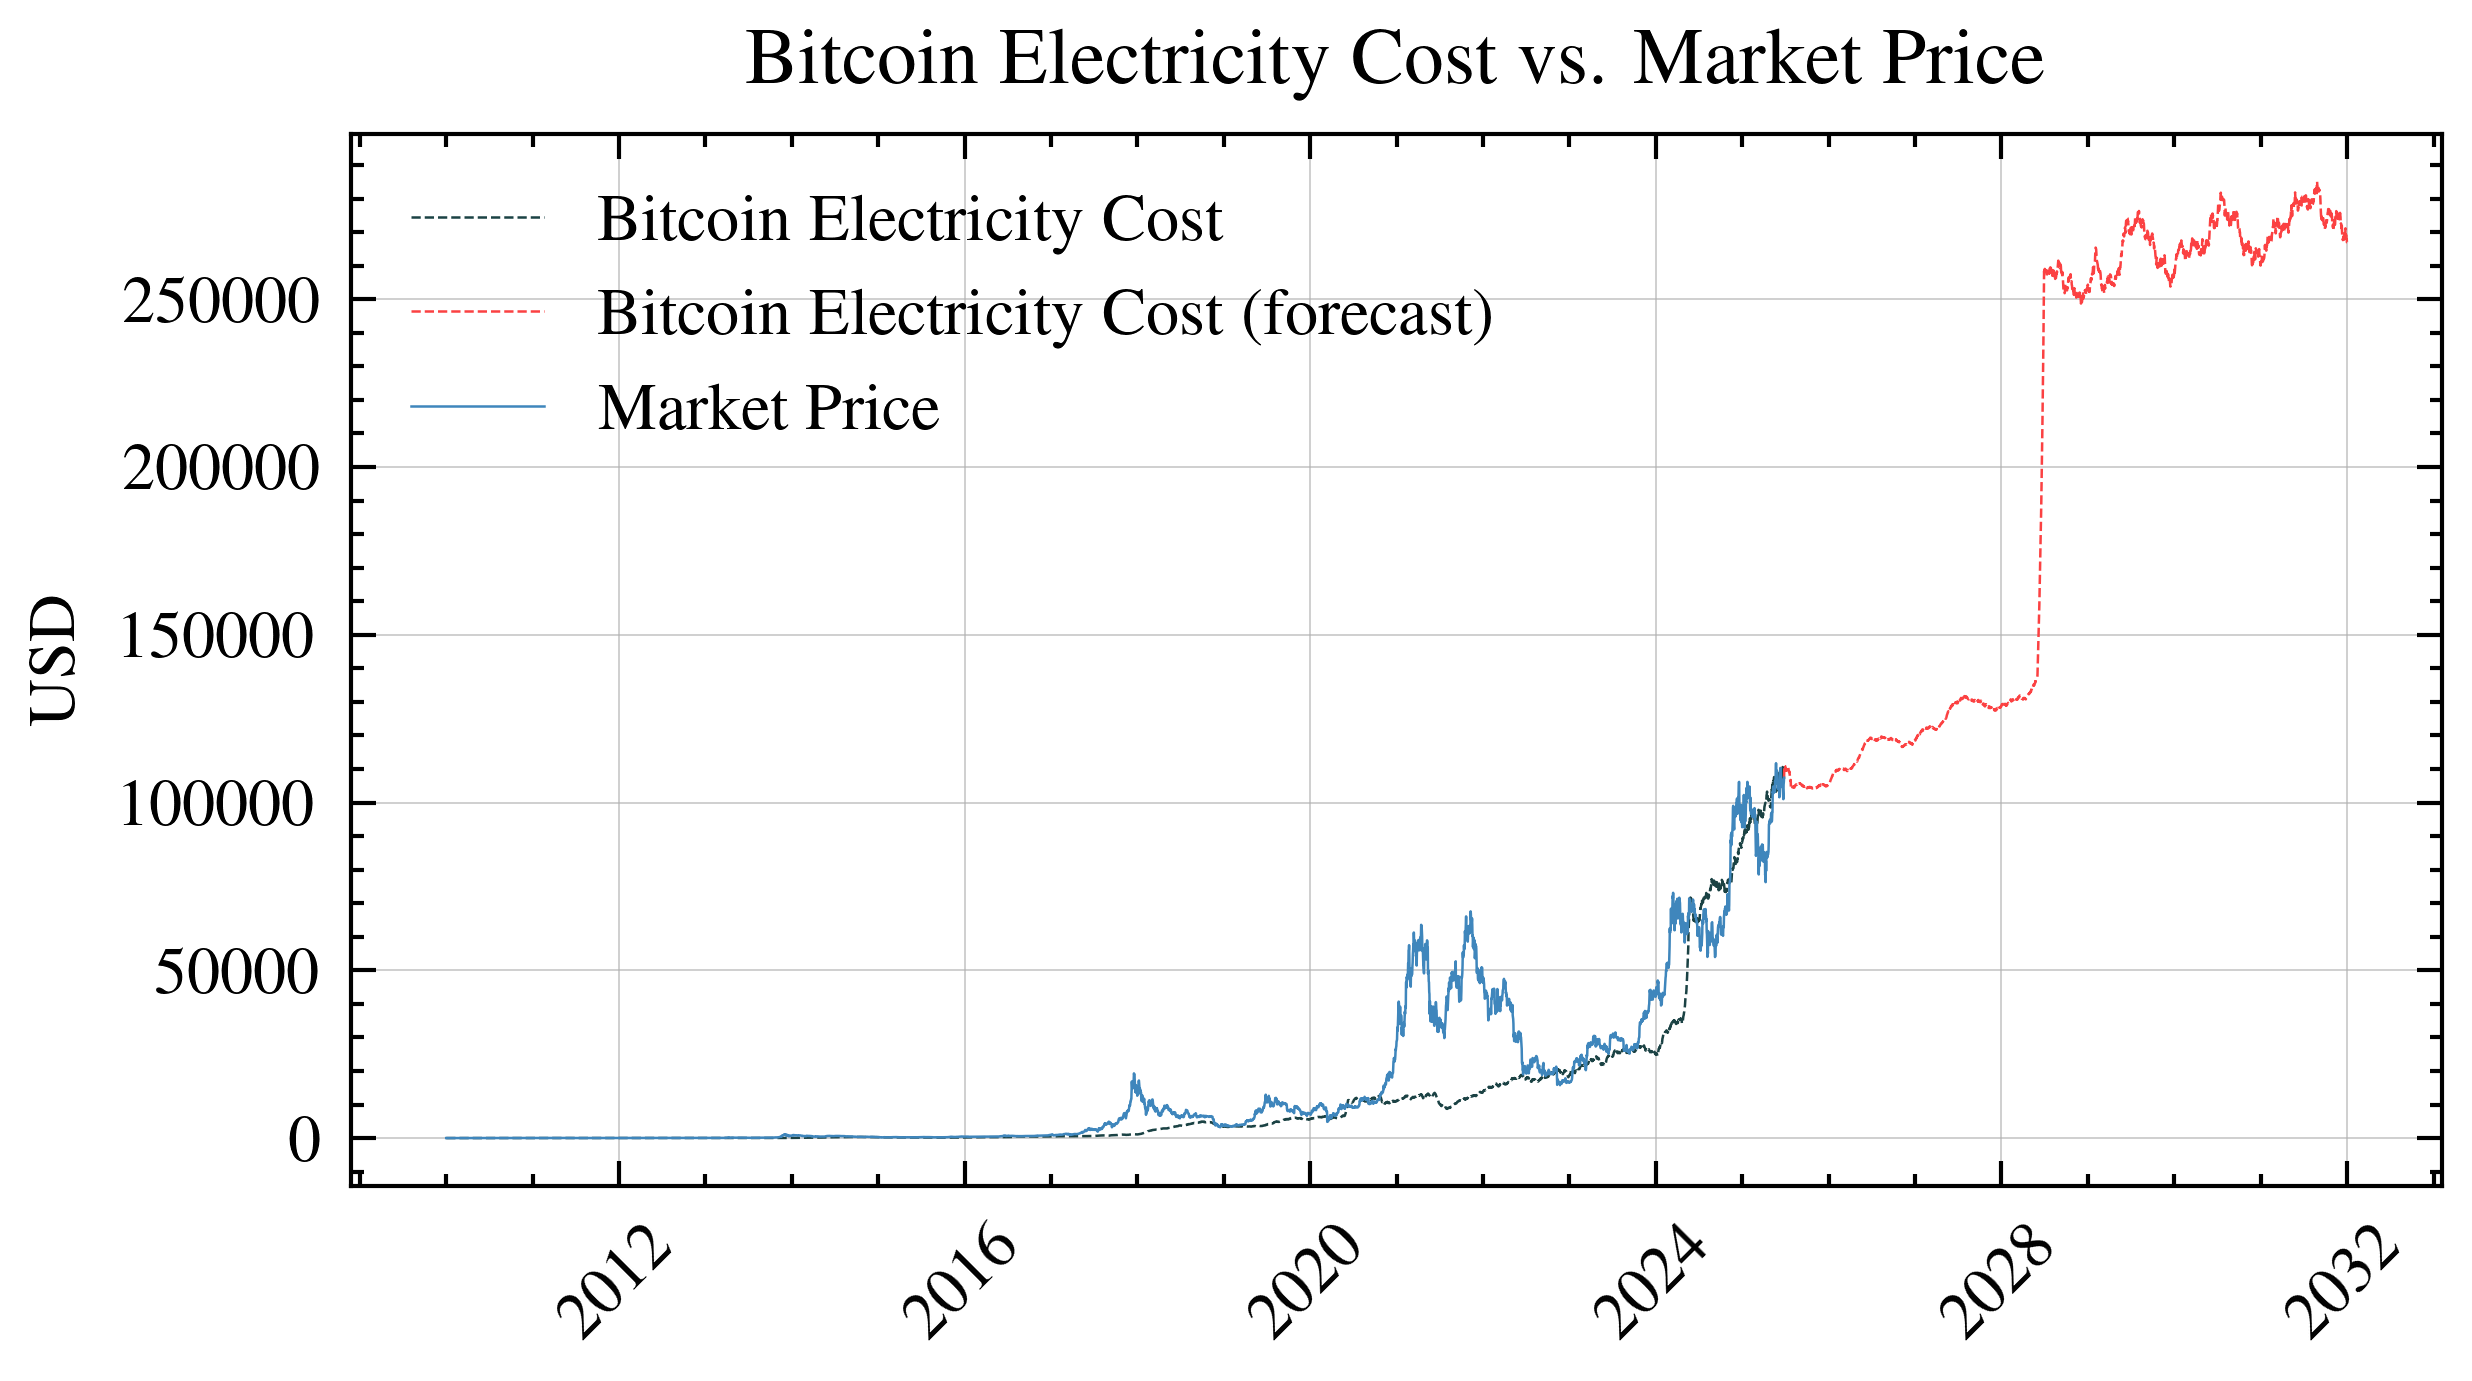 Bitcoin Electricity Cost vs. Market Price
Bitcoin Electricity Cost
Bitcoin Electricity Cost (forecast)
Market Price
USD
250000
200000
150000
100000
50000
0
2012
2016
2020
2024
2028
2032